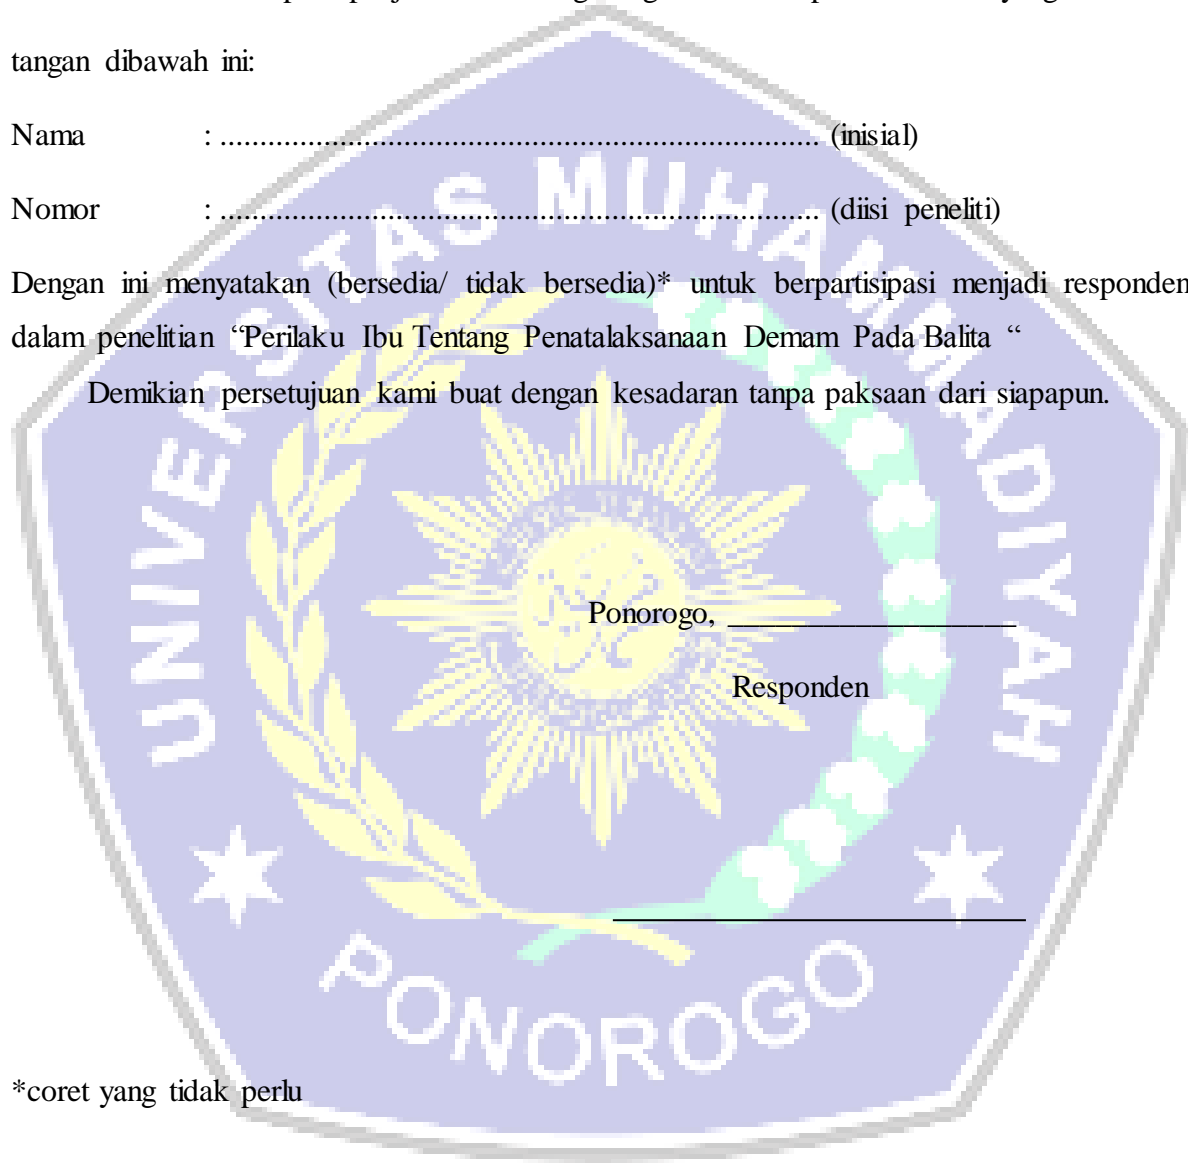 tangan dibawah ini:
Nama : ........................................................................... (inisial)
Nomor : ........................................................................... (diisi peneliti)
Dengan ini menyatakan (bersedia/ tidak bersedia)* untuk berpartisipasi menjadi responden
dalam penelitian “Perilaku Ibu Tentang Penatalaksanaan Demam Pada Balita “
Demikian persetujuan kami buat dengan kesadaran tanpa paksaan dari siapapun.
Ponorogo, __________________
Responden
*coret yang tidak perlu
UNIVERSITAS MUHAMMADIYAH
PONOROGO